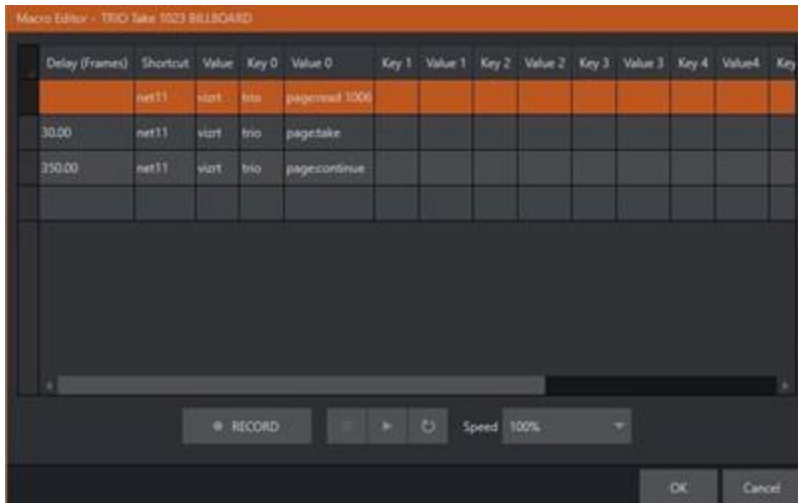 Macro Editor - TRIO Take 1023 BILLBOARD
Delay (Frames) Shortcut Value Key 0 Value 0 Key 1 Value 1 Key 2 Value 2 Key 3 Value 3 Key 4 Value4 Key
net11 vizrt trio page:read 1006
30.00 net11 vizrt trio page:take
350.00 net11 vizrt trio page:continue
RECORD Speed 100%
OK Cancel